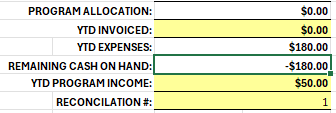 PROGRAM ALLOCATION: $0.00
YTD INVOICED: $0.00
YTD EXPENSES: $180.00
REMAINING CASH ON HAND: -$180.00
YTD PROGRAM INCOME: $50.00
RECONCILATION #: 1